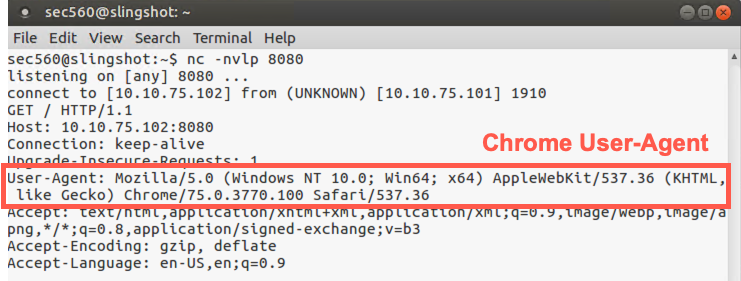 sec560@slingshot: ~
File Edit View Search Terminal Help
sec560@slingshot:~$ nc -nvlp 8080
listening on [any] 8080 ...
connect to [10.10.75.102] from (UNKNOWN) [10.10.75.101] 1910
GET / HTTP/1.1
Host: 10.10.75.102:8080
Connection: keep-alive
Upgrade-Insecure-Requests: 1
Chrome User-Agent
User-Agent: Mozilla/5.0 (Windows NT 10.0; Win64; x64) AppleWebKit/537.36 (KHTML,
like Gecko) Chrome/75.0.3770.100 Safari/537.36
Accept: text/html,application/xhtml+xml,application/xml;q=0.9,image/webp,image/a
png,*/*;q=0.8,application/signed-exchange;v=b3
Accept-Encoding: gzip, deflate
Accept-Language: en-US,en;q=0.9